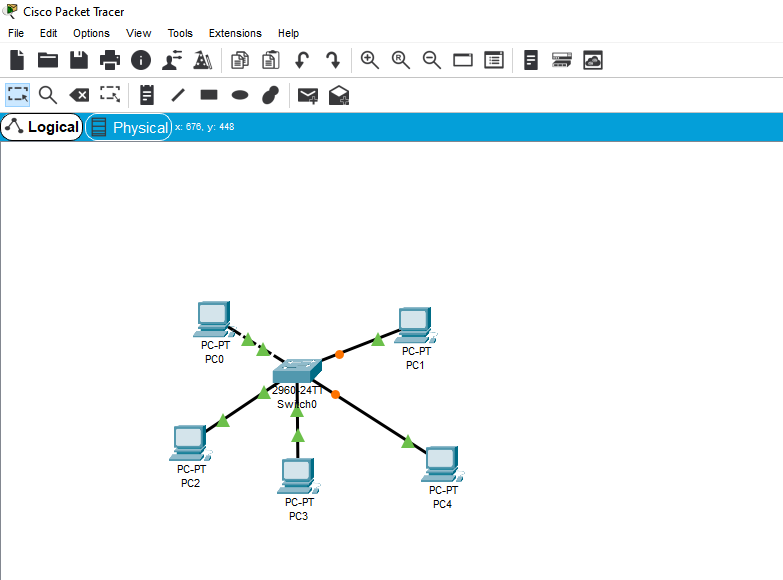 Cisco Packet Tracer
File Edit Options View Tools Extensions Help
Logical Physical x: 676, y: 448
PC-PT
PC0
PC-PT
PC1
2960-24TT
Switch0
PC-PT
PC2
PC-PT
PC3
PC-PT
PC4